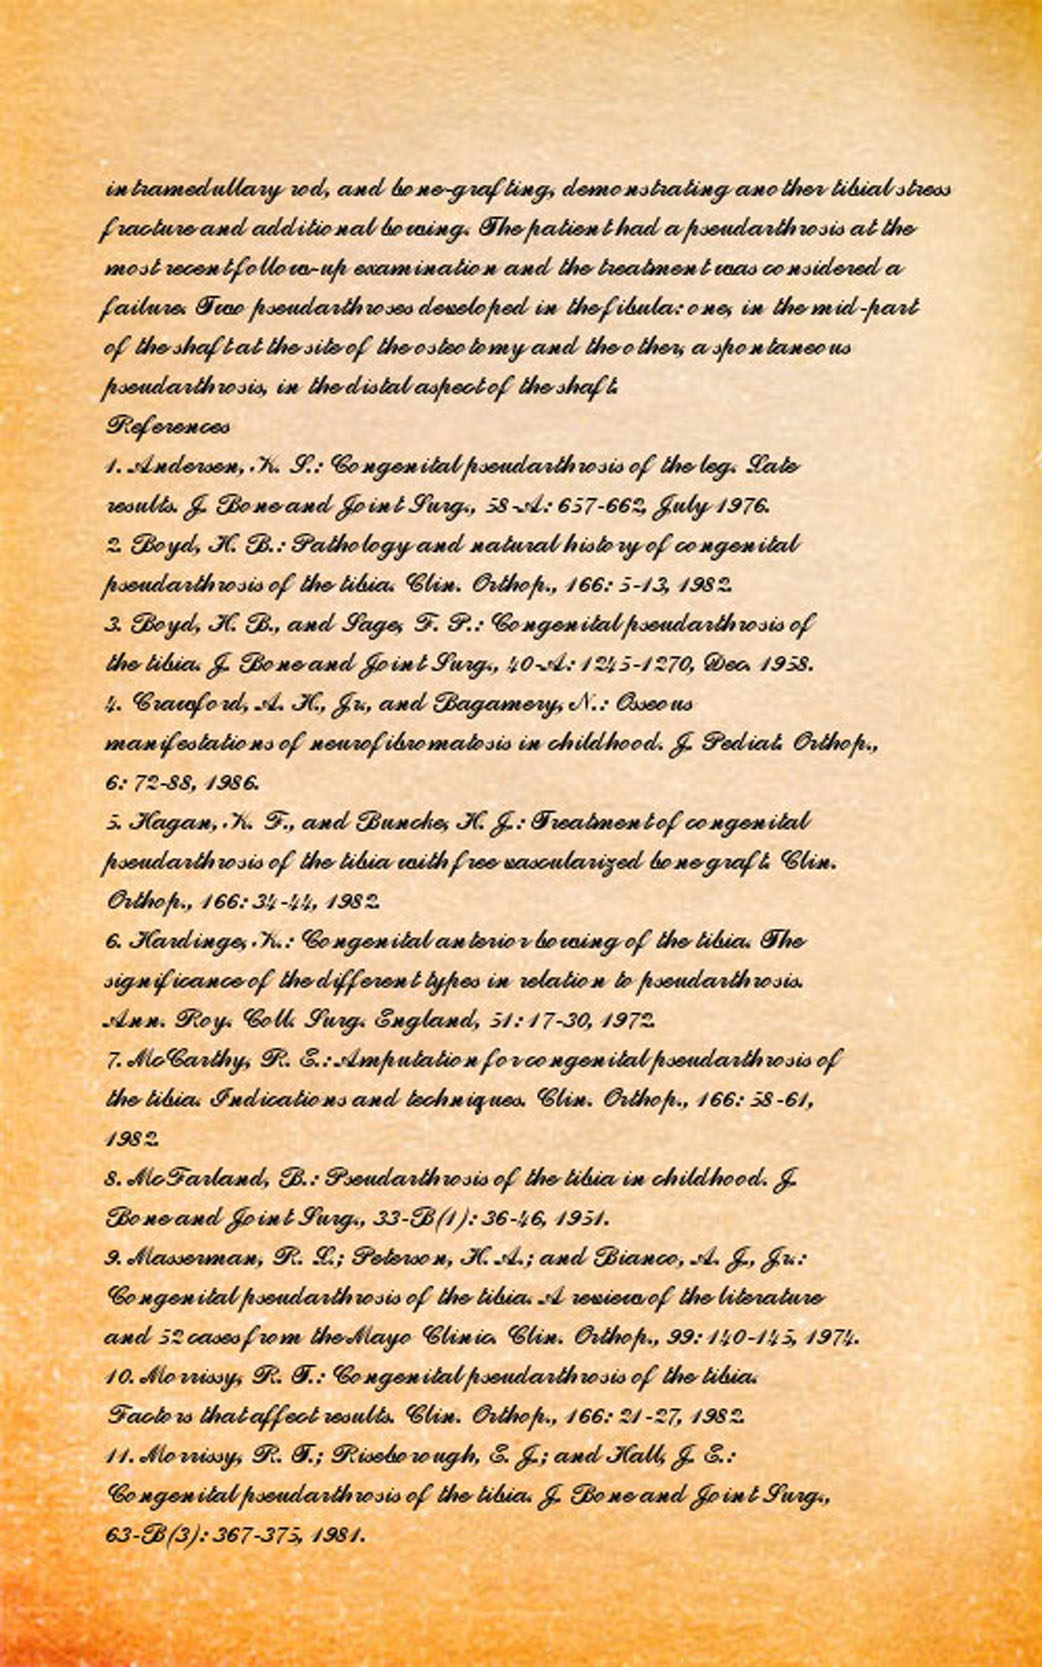 intramedullary rod, and bone-grafting, demonstrating another tibial stress
fracture and additional bowing. The patient had a pseudarthrosis at the
most recent follow-up examination and the treatment was considered a
failure. Two pseudarthroses developed in the fibula: one, in the mid-part
of the shaft at the site of the osteotomy and the other, a spontaneous
pseudarthrosis, in the distal aspect of the shaft.
References
1. Andersen, K. S.: Congenital pseudarthrosis of the leg. Late
results. J. Bone and Joint Surg., 58-A: 657-662, July 1976.
2. Boyd, H. B.: Pathology and natural history of congenital
pseudarthrosis of the tibia. Clin. Orthop., 166: 5-13, 1982.
3. Boyd, H. B., and Sage, F. P.: Congenital pseudarthrosis of
the tibia. J. Bone and Joint Surg., 40-A: 1245-1270, Dec. 1958.
4. Crawford, A. H., Jr., and Bagamery, N.: Osseous
manifestations of neurofibromatosis in childhood. J. Pediat. Orthop.,
6: 72-88, 1986.
5. Hagan, K. F., and Buncke, H. J.: Treatment of congenital
pseudarthrosis of the tibia with free vascularized bone graft. Clin.
Orthop., 166: 34-44, 1982.
6. Hardinge, K.: Congenital anterior bowing of the tibia. The
significance of the different types in relation to pseudarthrosis.
Ann. Roy. Coll. Surg. England, 51: 17-30, 1972.
7. McCarthy, R. E.: Amputation for congenital pseudarthrosis of
the tibia. Indications and techniques. Clin. Orthop., 166: 58-61,
1982.
8. McFarland, B.: Pseudarthrosis of the tibia in childhood. J.
Bone and Joint Surg., 33-B(1): 36-46, 1951.
9. Masserman, R. L.; Peterson, H. A.; and Bianco, A. J., Jr.:
Congenital pseudarthrosis of the tibia. A review of the literature
and 52 cases from the Mayo Clinic. Clin. Orthop., 99: 140-145, 1974.
10. Morrissy, R. T.: Congenital pseudarthrosis of the tibia.
Factors that affect results. Clin. Orthop., 166: 21-27, 1982.
11. Morrissy, R. T.; Riseborough, E. J.; and Hall, J. E.:
Congenital pseudarthrosis of the tibia. J. Bone and Joint Surg.,
63-B(3): 367-375, 1981.